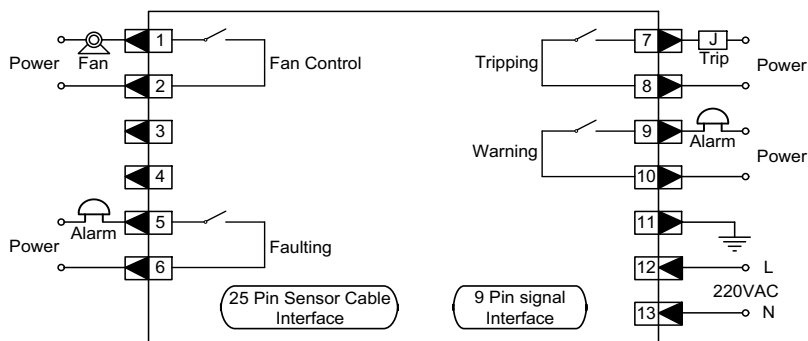 1
Power
Fan
Fan Control
2
3
4
5
Power
Alarm
Faulting
6
25 Pin Sensor Cable
Interface
7
J
Tripping
Trip
Power
8
9
Warning
Alarm
Power
10
11
12
L
220VAC
13
N
9 Pin signal
Interface